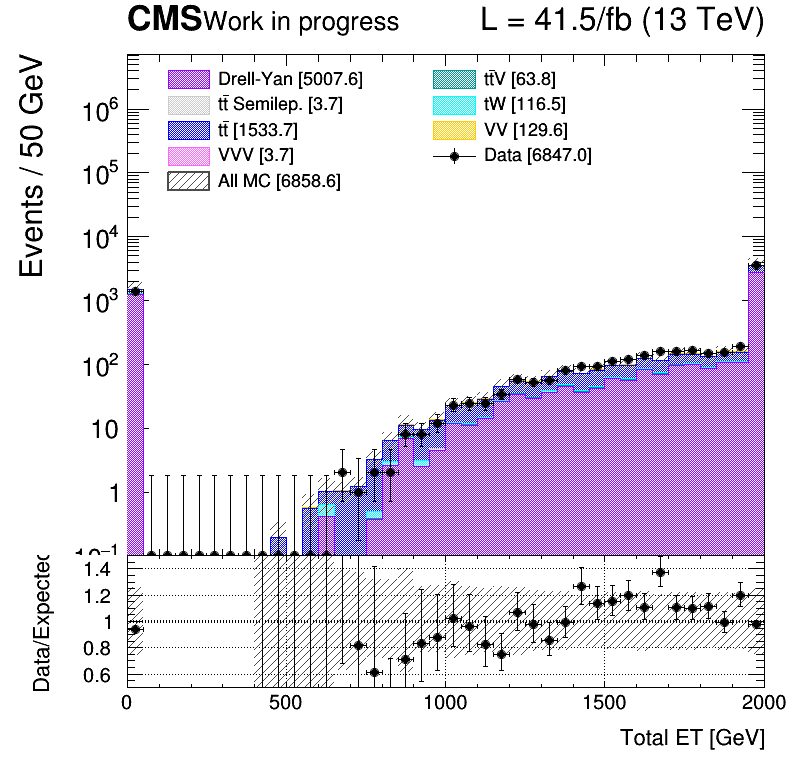 CMS Work in progress L = 41.5/fb (13 TeV)
Events / 50 GeV
Drell-Yan [5007.6] tt̄V [63.8]
tt̄ Semilep. [3.7] tW [116.5]
tt̄ [1533.7] VV [129.6]
VVV [3.7] Data [6847.0]
All MC [6858.6]
10⁶
10⁵
10⁴
10³
10²
10
1
10⁻¹
Data/Expected
1.4
1.2
1
0.8
0.6
0 500 1000 1500 2000
Total ET [GeV]